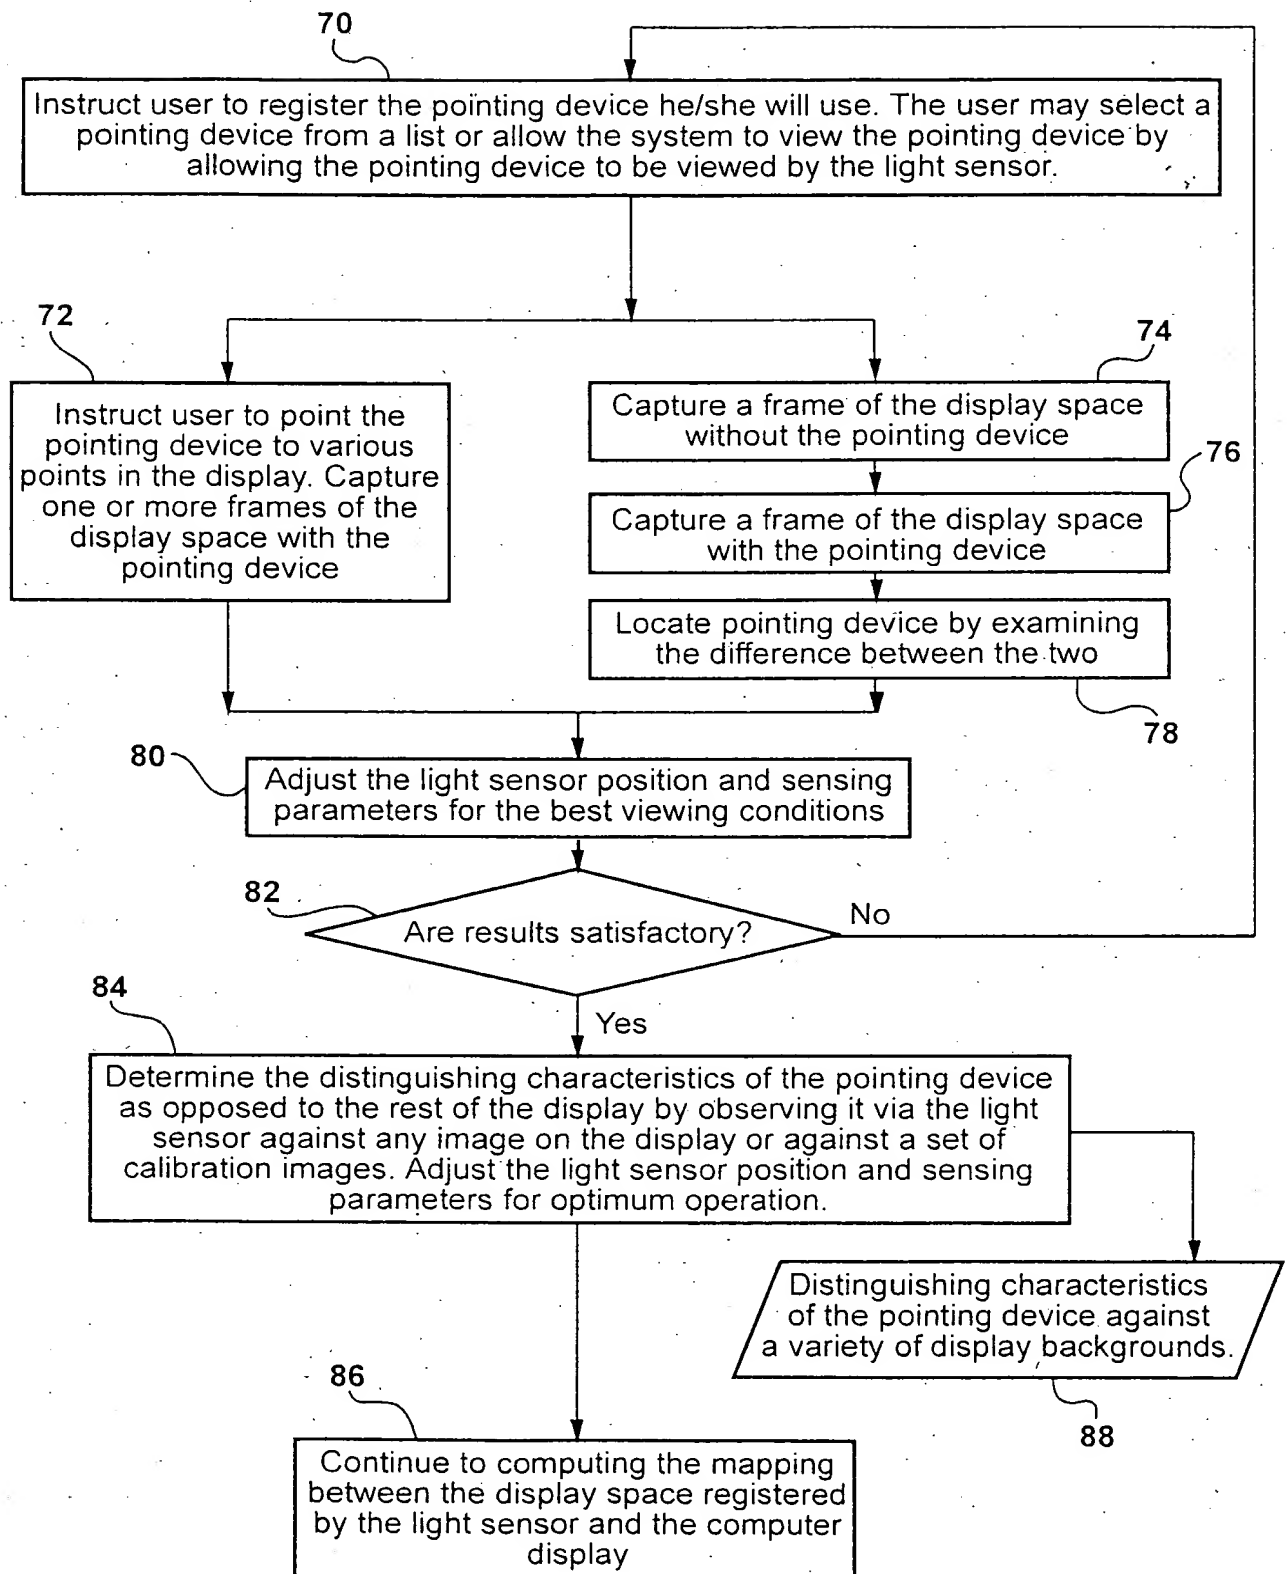 70
Instruct user to register the pointing device he/she will use. The user may select a
pointing device from a list or allow the system to view the pointing device by
allowing the pointing device to be viewed by the light sensor.
72
Instruct user to point the
pointing device to various
points in the display. Capture
one or more frames of the
display space with the
pointing device
74
Capture a frame of the display space
without the pointing device
76
Capture a frame of the display space
with the pointing device
Locate pointing device by examining
the difference between the two
78
80
Adjust the light sensor position and sensing
parameters for the best viewing conditions
82
Are results satisfactory?
No
Yes
84
Determine the distinguishing characteristics of the pointing device
as opposed to the rest of the display by observing it via the light
sensor against any image on the display or against a set of
calibration images. Adjust the light sensor position and sensing
parameters for optimum operation.
Distinguishing characteristics
of the pointing device against
a variety of display backgrounds.
88
86
Continue to computing the mapping
between the display space registered
by the light sensor and the computer
display